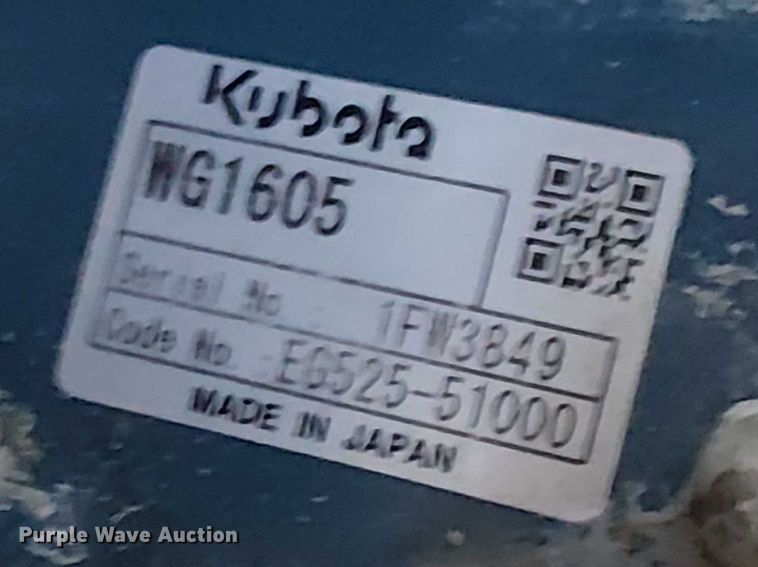 Kubota
WG1605
Serial No. 1FW3849
Code No. EG525-51000
MADE IN JAPAN
Purple Wave Auction